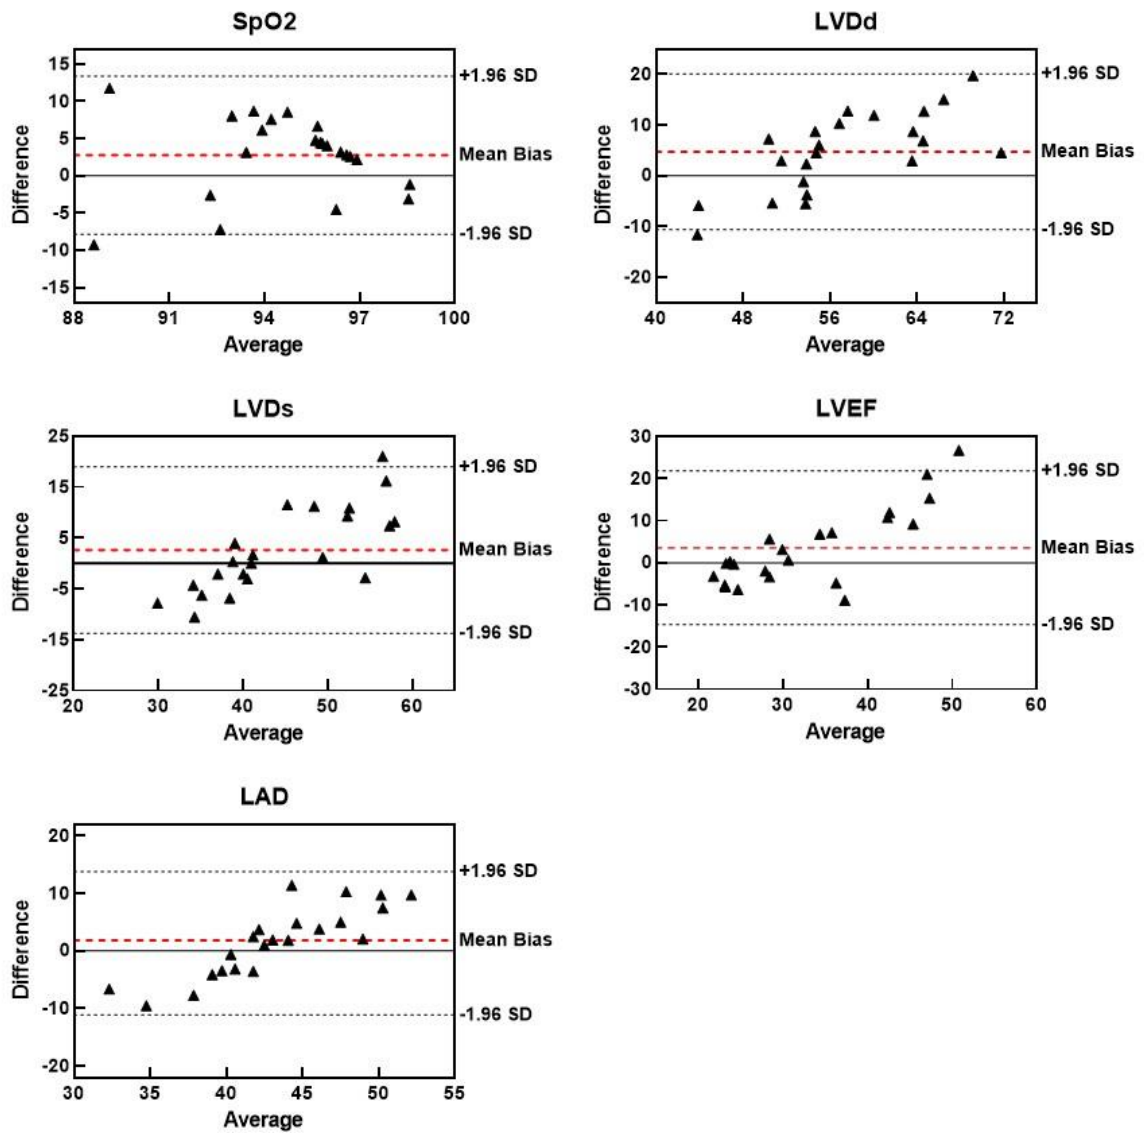 SpO2
15
10
5
0
-5
-10
-15
Difference
+1.96 SD
Mean Bias
-1.96 SD
88 91 94 97 100
Average
LVDd
20
10
0
-10
-20
Difference
+1.96 SD
Mean Bias
-1.96 SD
40 48 56 64 72
Average
LVDs
25
15
5
-5
-15
-25
Difference
+1.96 SD
Mean Bias
-1.96 SD
20 30 40 50 60
Average
LVEF
30
20
10
0
-10
-20
-30
Difference
+1.96 SD
Mean Bias
-1.96 SD
20 30 40 50 60
Average
LAD
20
10
0
-10
-20
Difference
+1.96 SD
Mean Bias
-1.96 SD
30 35 40 45 50 55
Average